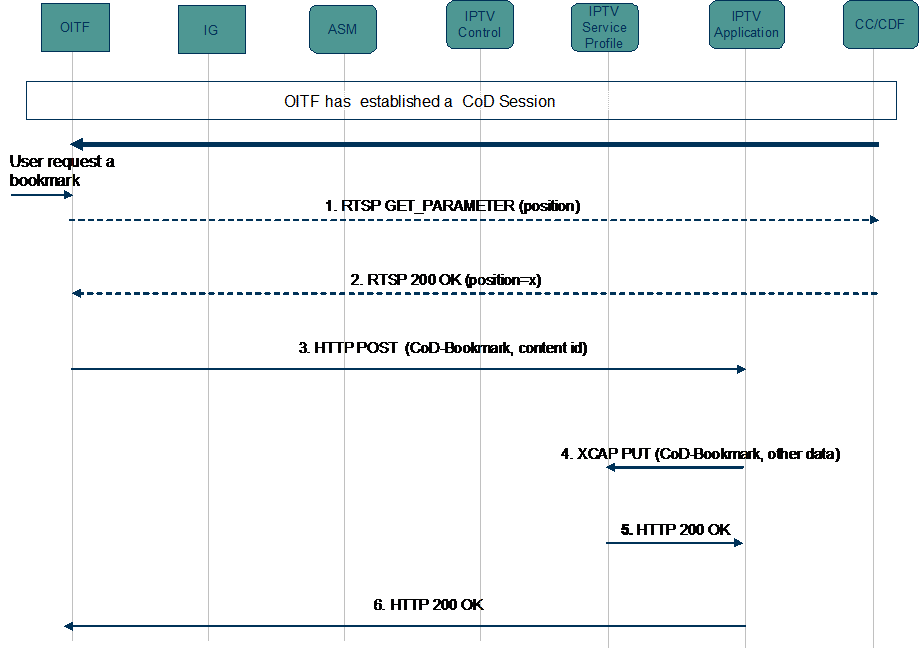 OITF
IG
ASM
IPTV
Control
IPTV
Service
Profile
IPTV
Application
CC/CDF
OITF has established a CoD Session
User request a
bookmark
1. RTSP GET_PARAMETER (position)
2. RTSP 200 OK (position=x)
3. HTTP POST (CoD-Bookmark, content id)
4. XCAP PUT (CoD-Bookmark, other data)
5. HTTP 200 OK
6. HTTP 200 OK